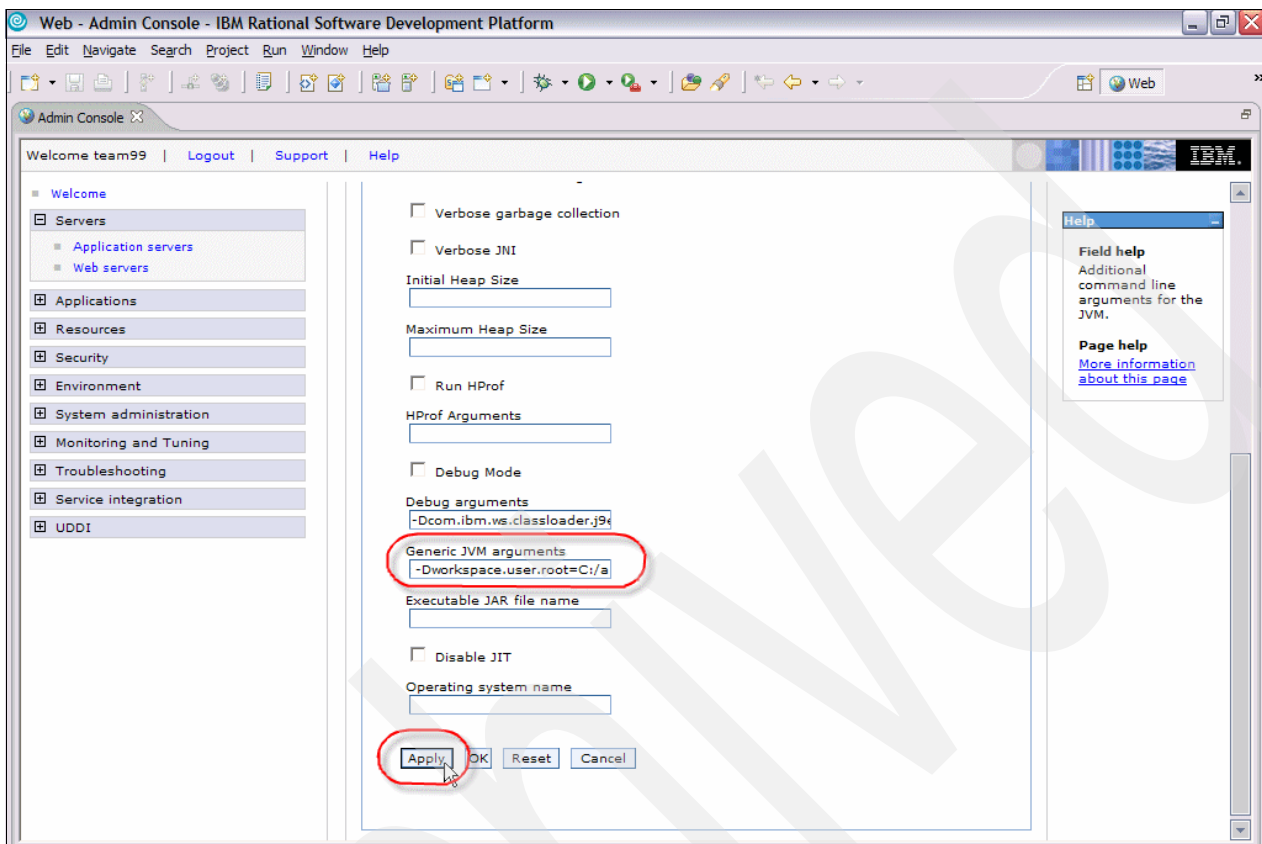 Web - Admin Console - IBM Rational Software Development Platform
File Edit Navigate Search Project Run Window Help
Web
Admin Console
Welcome team99 | Logout | Support | Help
IBM.
Welcome
Servers
Application servers
Web servers
Applications
Resources
Security
Environment
System administration
Monitoring and Tuning
Troubleshooting
Service integration
UDDI
Verbose garbage collection
Verbose JNI
Initial Heap Size
Maximum Heap Size
Run HProf
HProf Arguments
Debug Mode
Debug arguments
-Dcom.ibm.ws.classloader.j9e
Generic JVM arguments
-Dworkspace.user.root=C:/a
Executable JAR file name
Disable JIT
Operating system name
Apply OK Reset Cancel
Help
Field help
Additional
command line
arguments for the
JVM.
Page help
More information
about this page